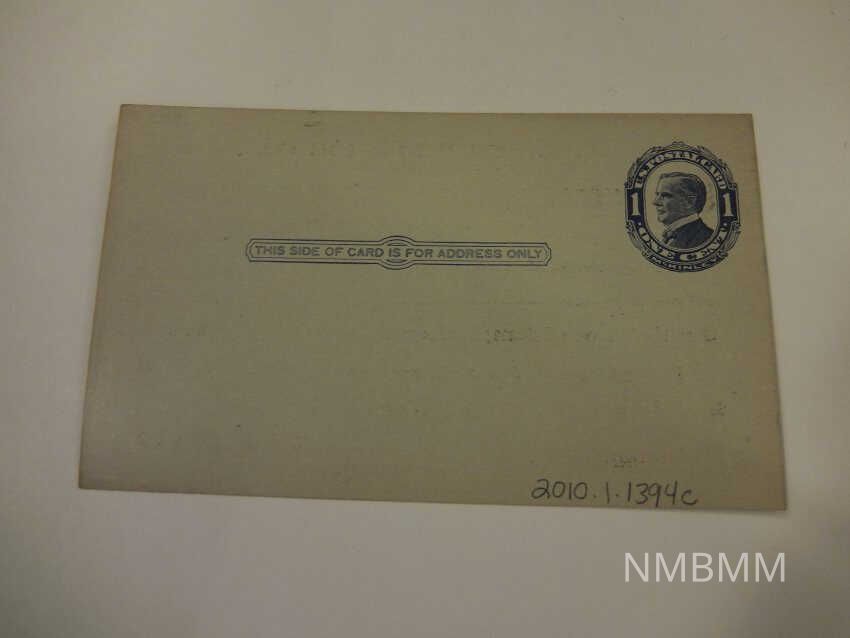 U.S. POSTAL CARD
1 1
· ONE CENT ·
McKINLEY
THIS SIDE OF CARD IS FOR ADDRESS ONLY
2010.1.1394c
NMBMM